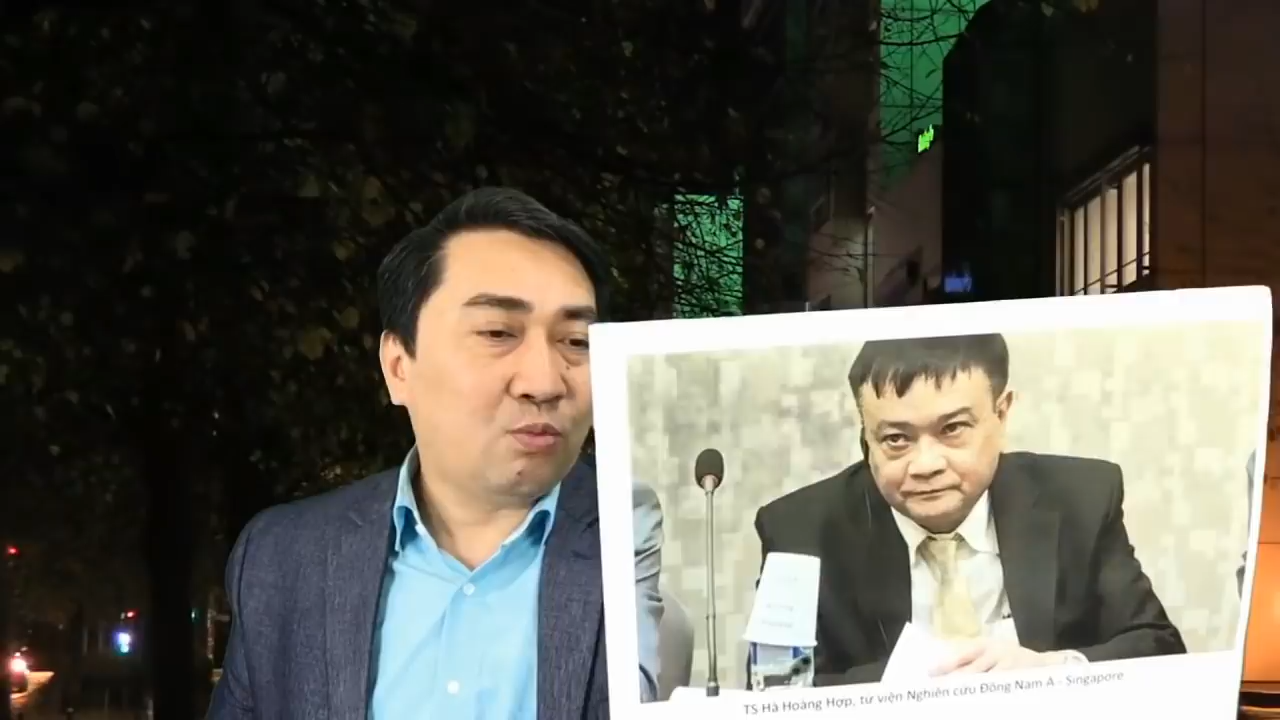 TS Hà Hoàng Hợp, từ viện Nghiên cứu Đông Nam Á - Singapore